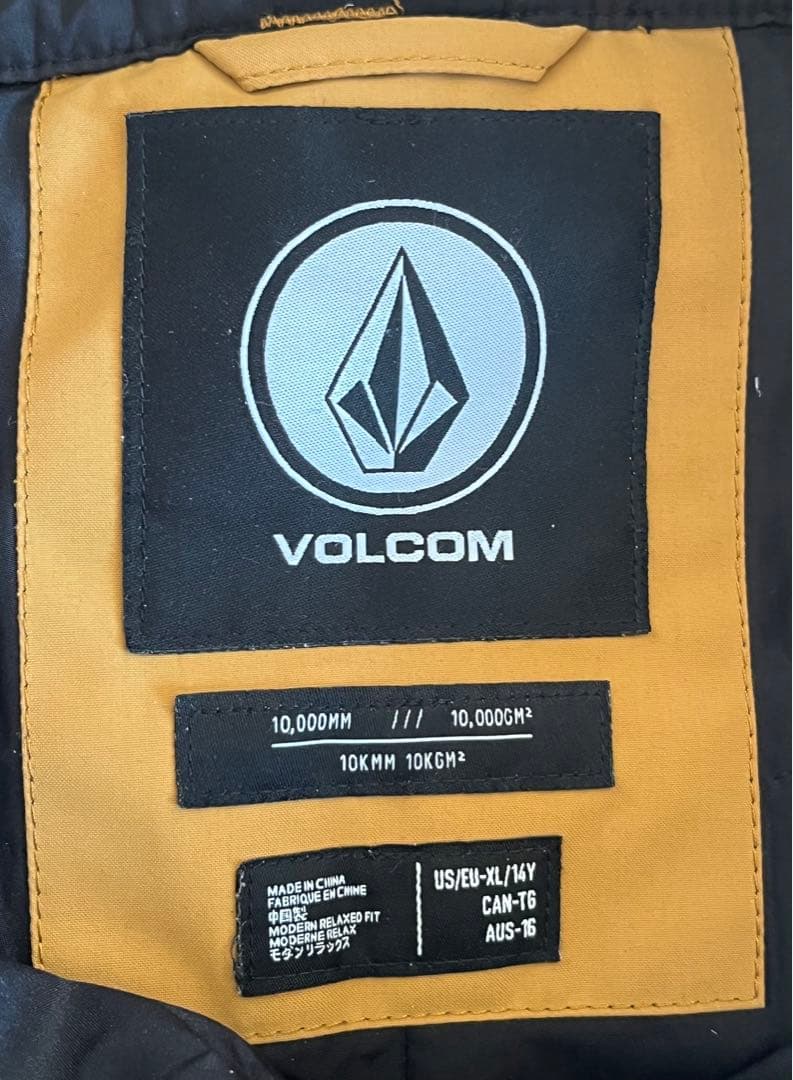 VOLCOM
10,000MM /// 10,000GM²
10KMM 10KGM²
MADE IN CHINA
FABRIQUE EN CHINE
中国製
MODERN RELAXED FIT
MODERNE RELAX
モダンリラックス
US/EU-XL/14Y
CAN-TG
AUS-16